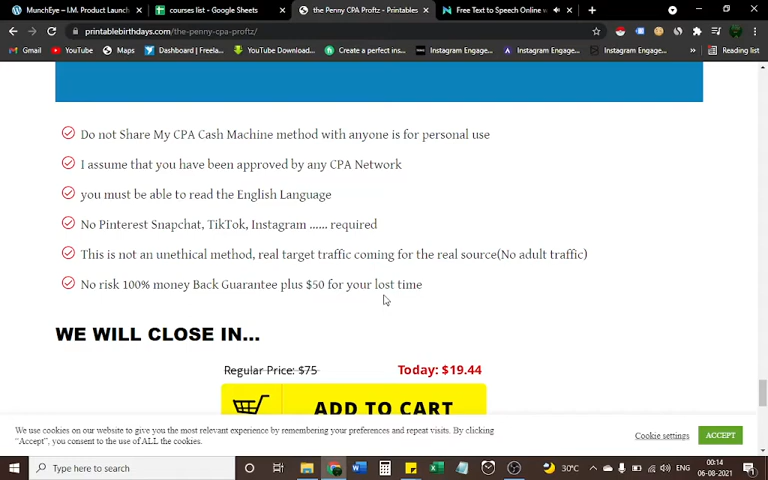 MunchEye – I.M. Product Launch
courses list - Google Sheets
the Penny CPA Proftz - Printables
Free Text to Speech Online w
printablebirthdays.com/the-penny-cpa-proftz/
Gmail
YouTube
Maps
Dashboard | Freela...
YouTube Download...
Create a perfect ins...
Instagram Engage...
Instagram Engage...
Instagram Engage...
Reading list
Do not Share My CPA Cash Machine method with anyone is for personal use
I assume that you have been approved by any CPA Network
you must be able to read the English Language
No Pinterest Snapchat, TikTok, Instagram ...... required
This is not an unethical method, real target traffic coming for the real source(No adult traffic)
No risk 100% money Back Guarantee plus $50 for your lost time
WE WILL CLOSE IN...
Regular Price: $75
Today: $19.44
ADD TO CART
We use cookies on our website to give you the most relevant experience by remembering your preferences and repeat visits. By clicking
"Accept", you consent to the use of ALL the cookies.
Cookie settings
ACCEPT
Type here to search
30°C
ENG
00:14
06-08-2021